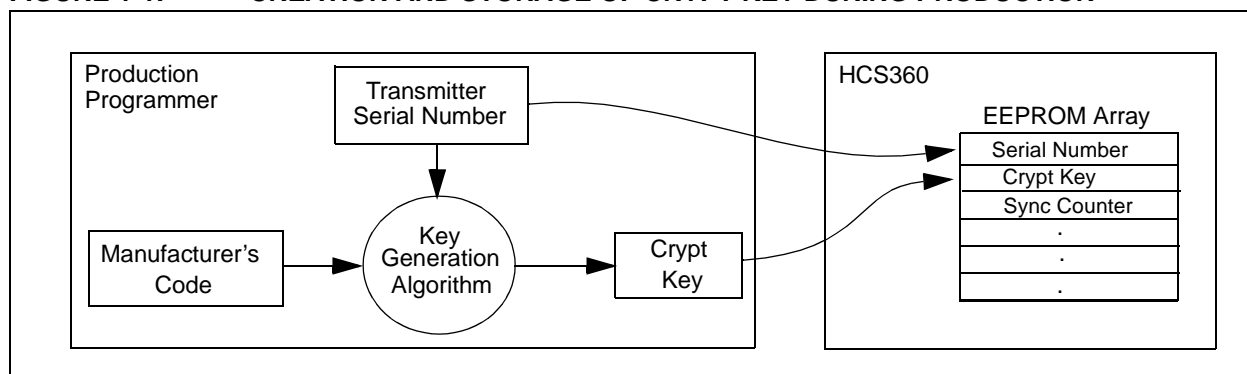 Production
Programmer
Transmitter
Serial Number
Manufacturer's
Code
Key
Generation
Algorithm
Crypt
Key
HCS360
EEPROM Array
Serial Number
Crypt Key
Sync Counter
.
.
.